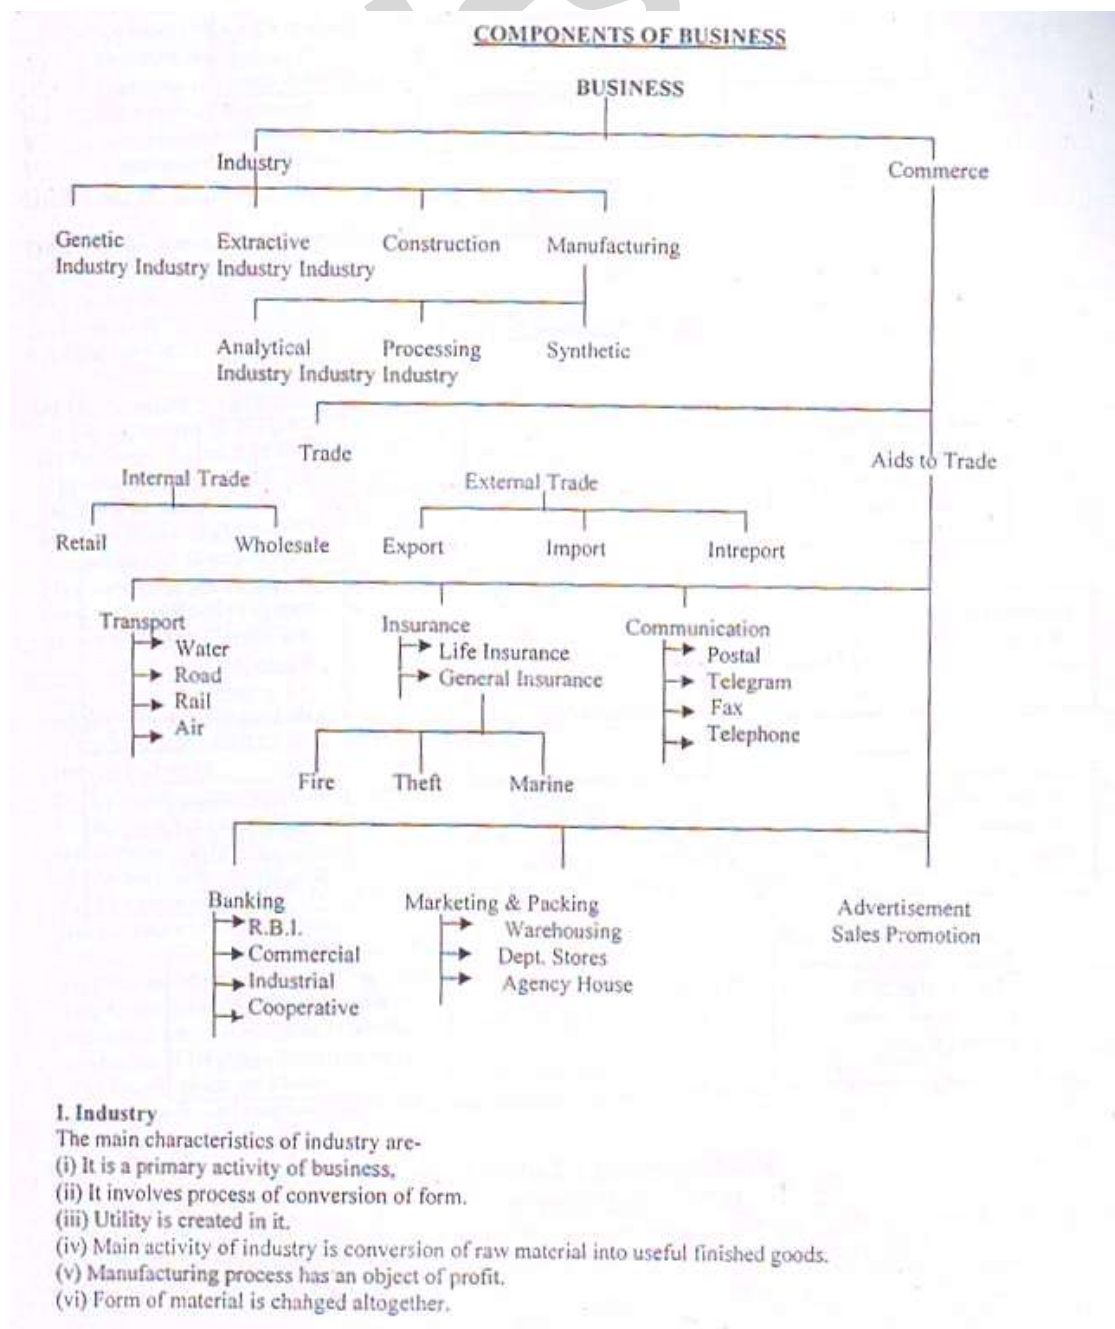 COMPONENTS OF BUSINESS
BUSINESS
Industry Commerce
Genetic Extractive Construction Manufacturing
Industry Industry Industry Industry
Analytical Processing Synthetic
Industry Industry Industry
Trade Aids to Trade
Internal Trade External Trade
Retail Wholesale Export Import Intreport
Transport Insurance Communication
Water Life Insurance Postal
Road General Insurance Telegram
Rail Fax
Air Telephone
Fire Theft Marine
Banking Marketing & Packing Advertisement
R.B.I. Warehousing Sales Promotion
Commercial Dept. Stores
Industrial Agency House
Cooperative
I. Industry
The main characteristics of industry are-
(i) It is a primary activity of business,
(ii) It involves process of conversion of form.
(iii) Utility is created in it.
(iv) Main activity of industry is conversion of raw material into useful finished goods.
(v) Manufacturing process has an object of profit.
(vi) Form of material is chahged altogether.